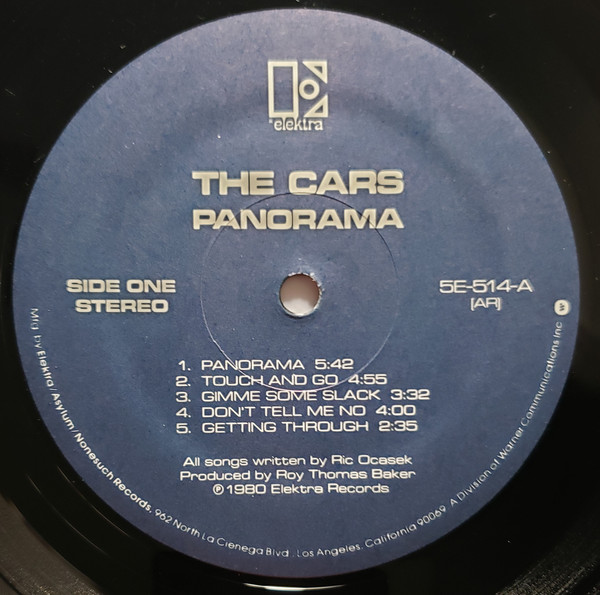 elektra
THE CARS
PANORAMA
SIDE ONE
STEREO
5E-514-A
[AR]
1. PANORAMA 5:42
2. TOUCH AND GO 4:55
3. GIMME SOME SLACK 3:32
4. DON'T TELL ME NO 4:00
5. GETTING THROUGH 2:35
All songs written by Ric Ocasek
Produced by Roy Thomas Baker
℗ 1980 Elektra Records
Mfg. by Elektra/Asylum/Nonesuch Records, 962 North La Cienega Blvd., Los Angeles, California 90069. A Division of Warner Communications Inc.